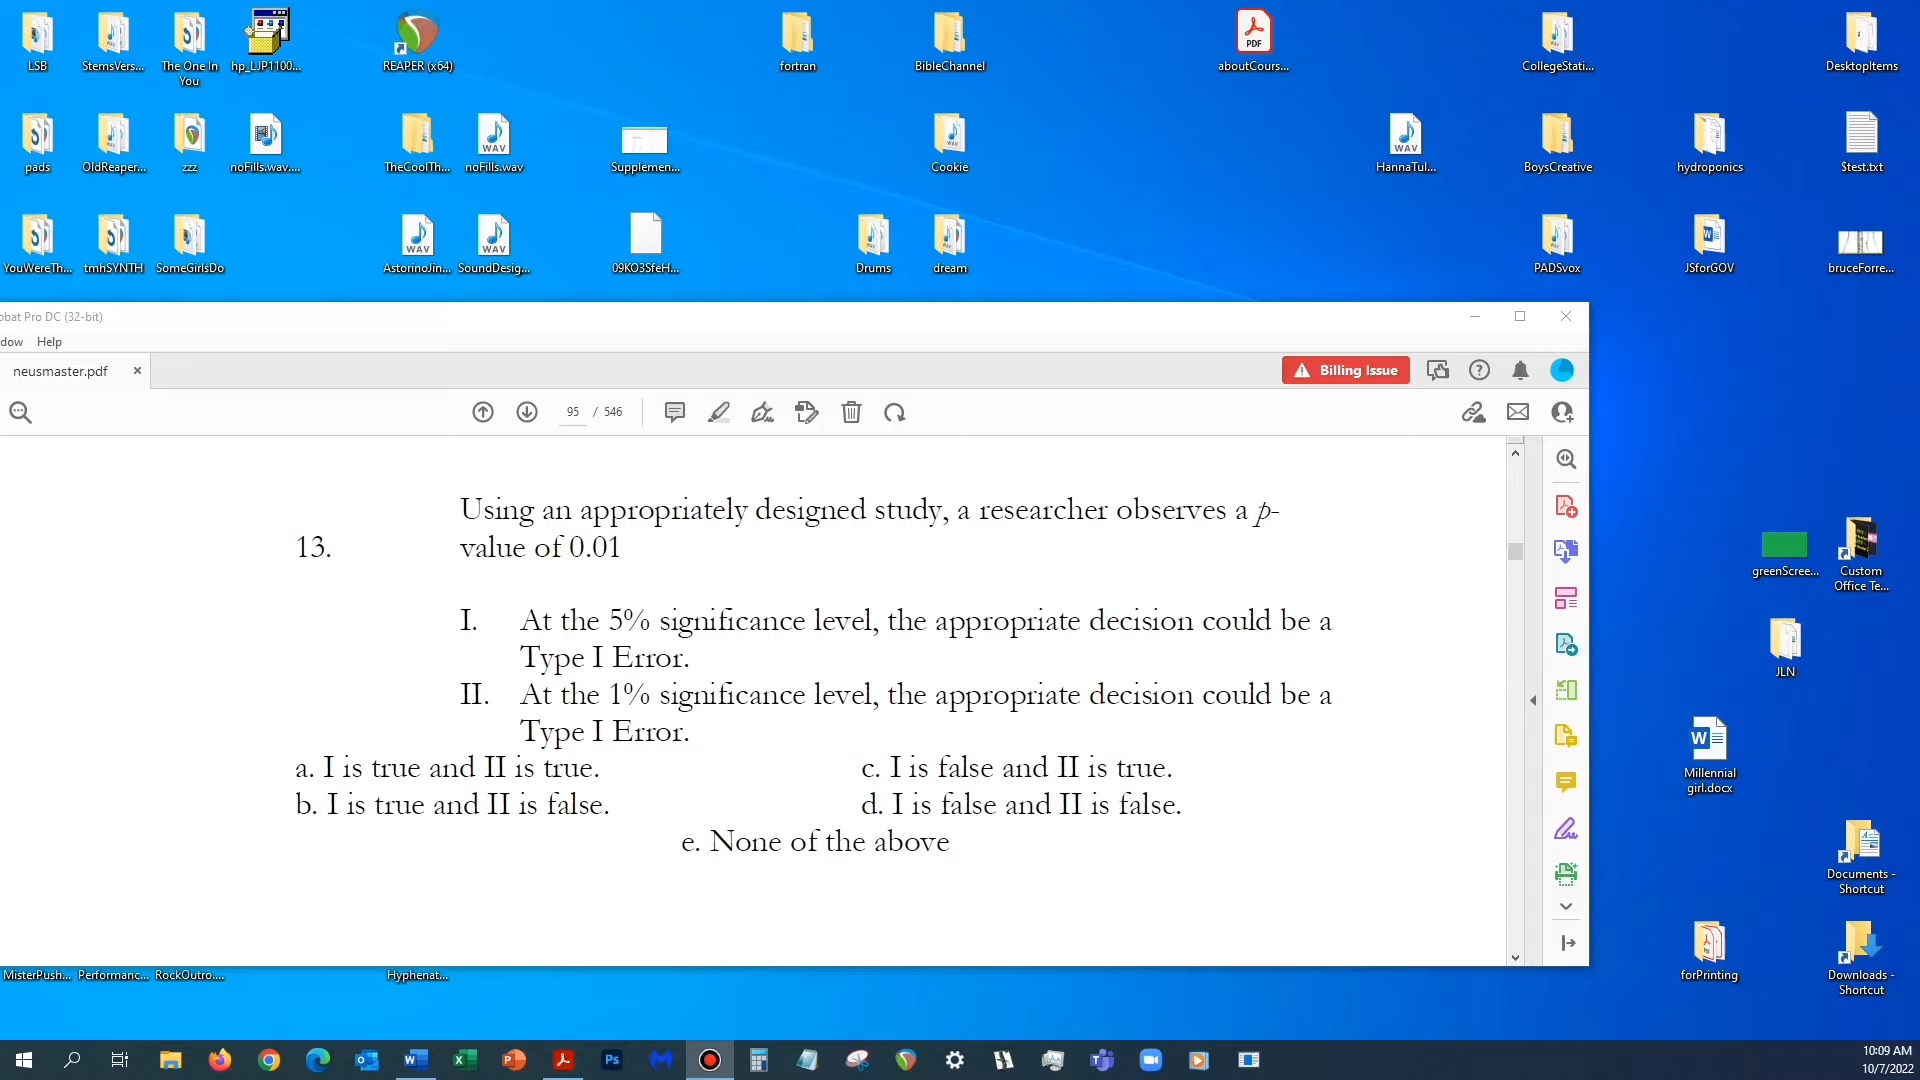 LSB
StemsVers...
The One In
You
hp_LJP1100...
REAPER (x64)
fortran
BibleChannel
PDF
aboutCours...
CollegeStati...
DesktopItems
pads
OldReaper...
zzz
noFills.wav....
TheCoolTh...
WAV
noFills.wav
Supplemen...
Cookie
WAV
HannaTul...
BoysCreative
hydroponics
$test.txt
YouWereTh...
tmhSYNTH
SomeGirlsDo
WAV
AstorinoJin...
WAV
SoundDesig...
09KO3SfeH...
Drums
dream
PADSvox
JSforGOV
bruceForre...
obat Pro DC (32-bit)
dow Help
neusmaster.pdf
Billing Issue
95 / 546
Using an appropriately designed study, a researcher observes a p-
13. value of 0.01
I. At the 5% significance level, the appropriate decision could be a
Type I Error.
II. At the 1% significance level, the appropriate decision could be a
Type I Error.
a. I is true and II is true. c. I is false and II is true.
b. I is true and II is false. d. I is false and II is false.
e. None of the above
greenScree...
Custom
Office Te...
JLN
Millennial
girl.docx
Documents -
Shortcut
forPrinting
Downloads -
Shortcut
MisterPush...
Performanc...
RockOutro....
Hyphenat...
10:09 AM
10/7/2022